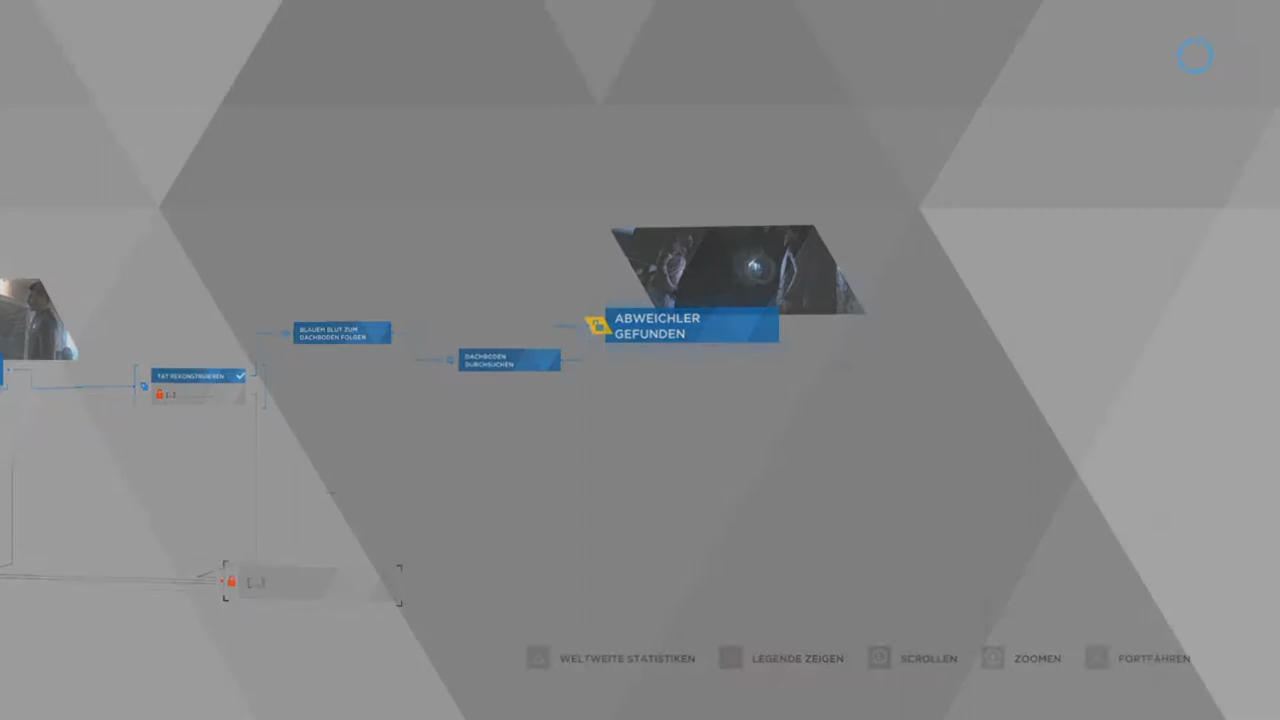 ABWEICHLER
GEFUNDEN
BLAUEM BLUT ZUM
DACHBODEN FOLGEN
DACHBODEN
DURCHSUCHEN
TAT REKONSTRUIEREN
[...]
[...]
WELTWEITE STATISTIKEN
LEGENDE ZEIGEN
SCROLLEN
ZOOMEN
FORTFAHREN